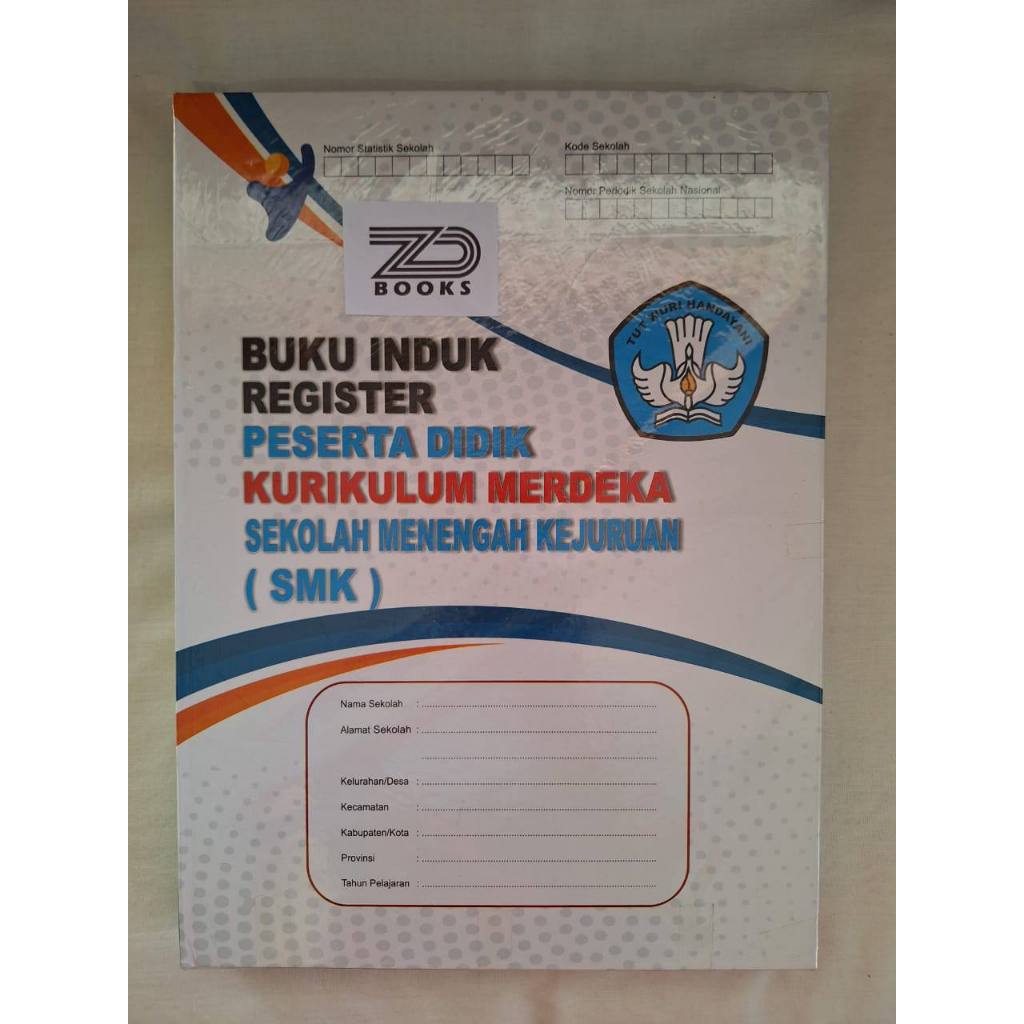 Nomor Statistik Sekolah
Kode Sekolah
Nomor Pedodik Sekolah Nasional
ZD
BOOKS
TUT WURI HANDAYANI
BUKU INDUK
REGISTER
PESERTA DIDIK
KURIKULUM MERDEKA
SEKOLAH MENENGAH KEJURUAN
( SMK )
Nama Sekolah : ........................................
Alamat Sekolah : ........................................
........................................
Kelurahan/Desa : ........................................
Kecamatan : ........................................
Kabupaten/Kota : ........................................
Provinsi : ........................................
Tahun Pelajaran : ........................................